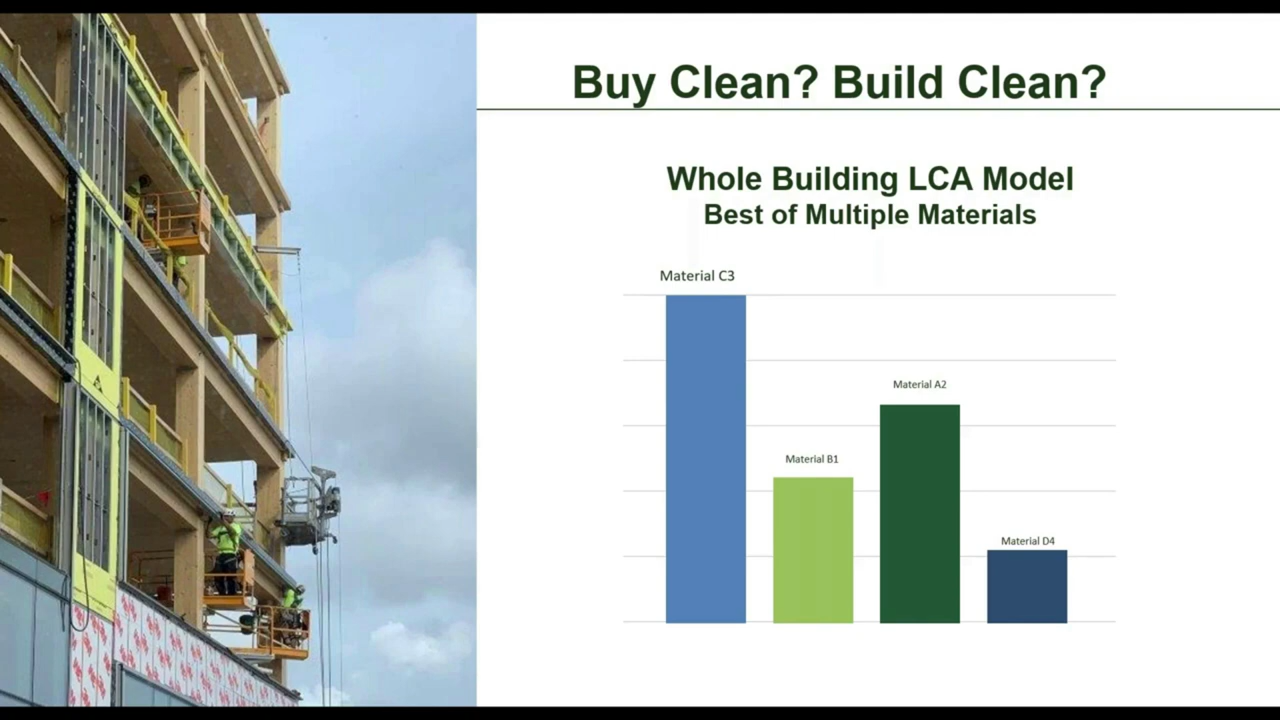 Buy Clean? Build Clean?
Whole Building LCA Model
Best of Multiple Materials
Material C3
Material A2
Material B1
Material D4